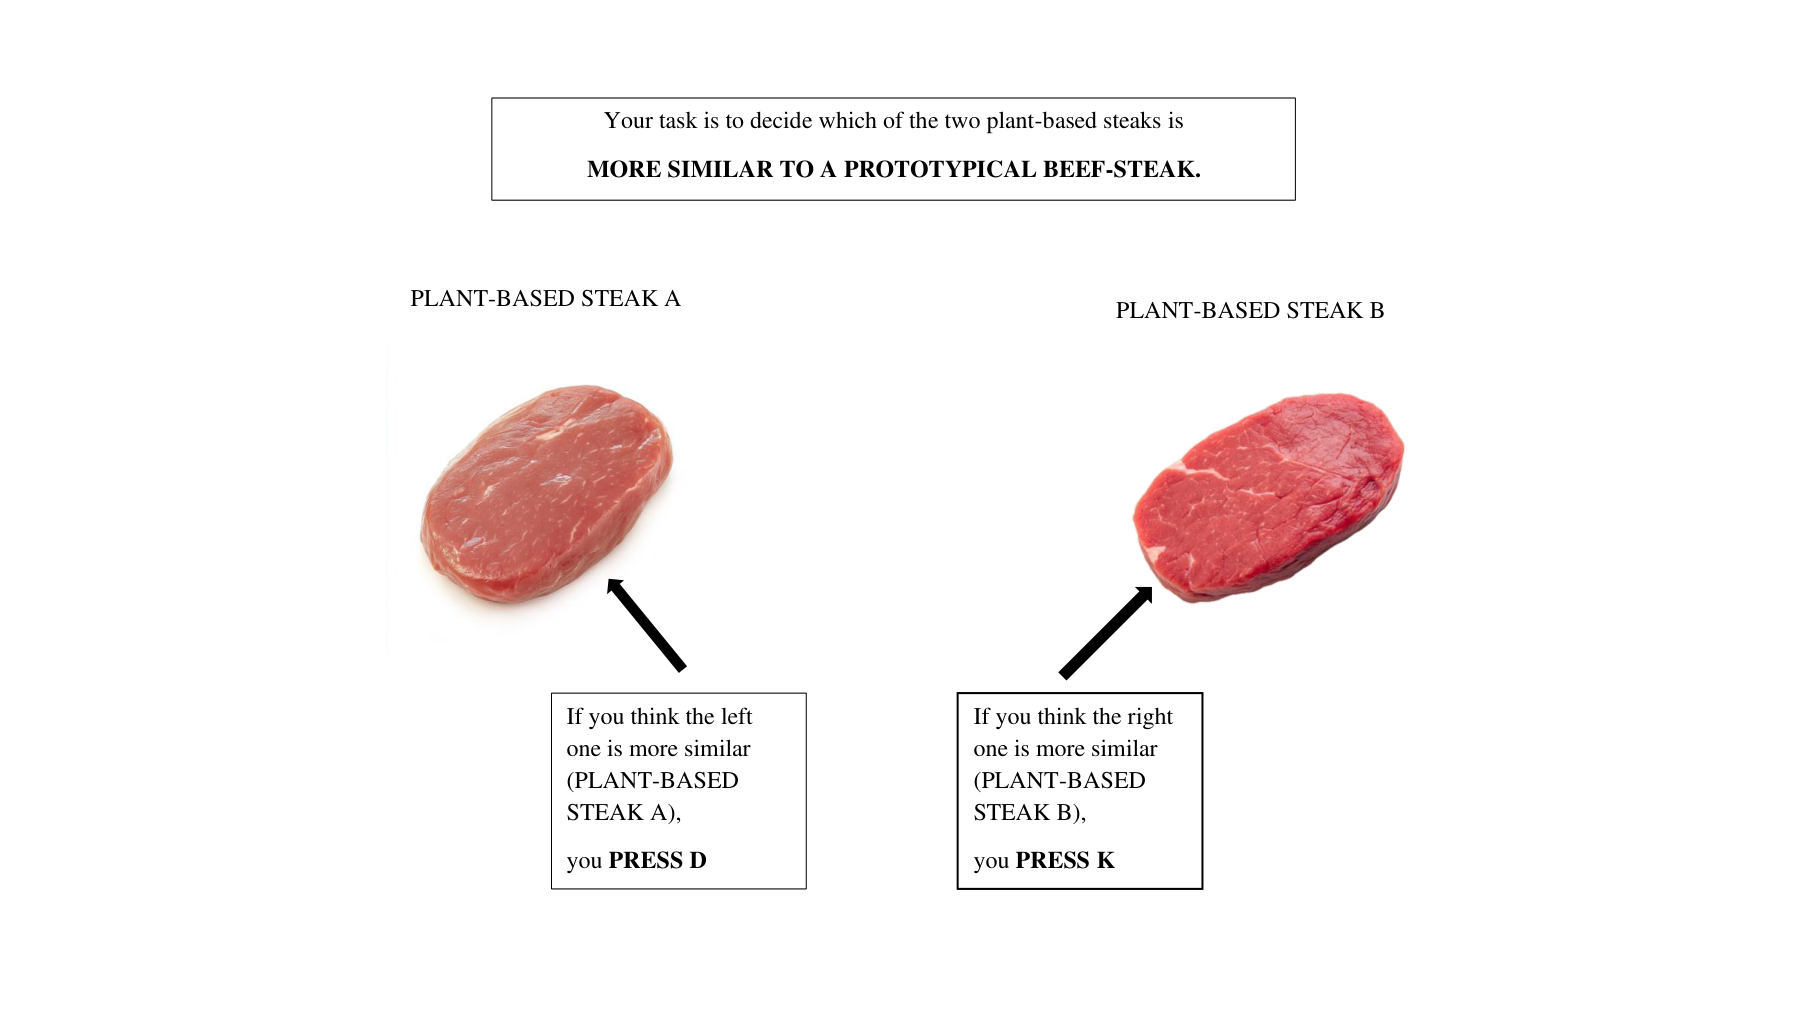 Your task is to decide which of the two plant-based steaks is
MORE SIMILAR TO A PROTOTYPICAL BEEF-STEAK.
PLANT-BASED STEAK A
PLANT-BASED STEAK B
If you think the left
one is more similar
(PLANT-BASED
STEAK A),
you PRESS D
If you think the right
one is more similar
(PLANT-BASED
STEAK B),
you PRESS K